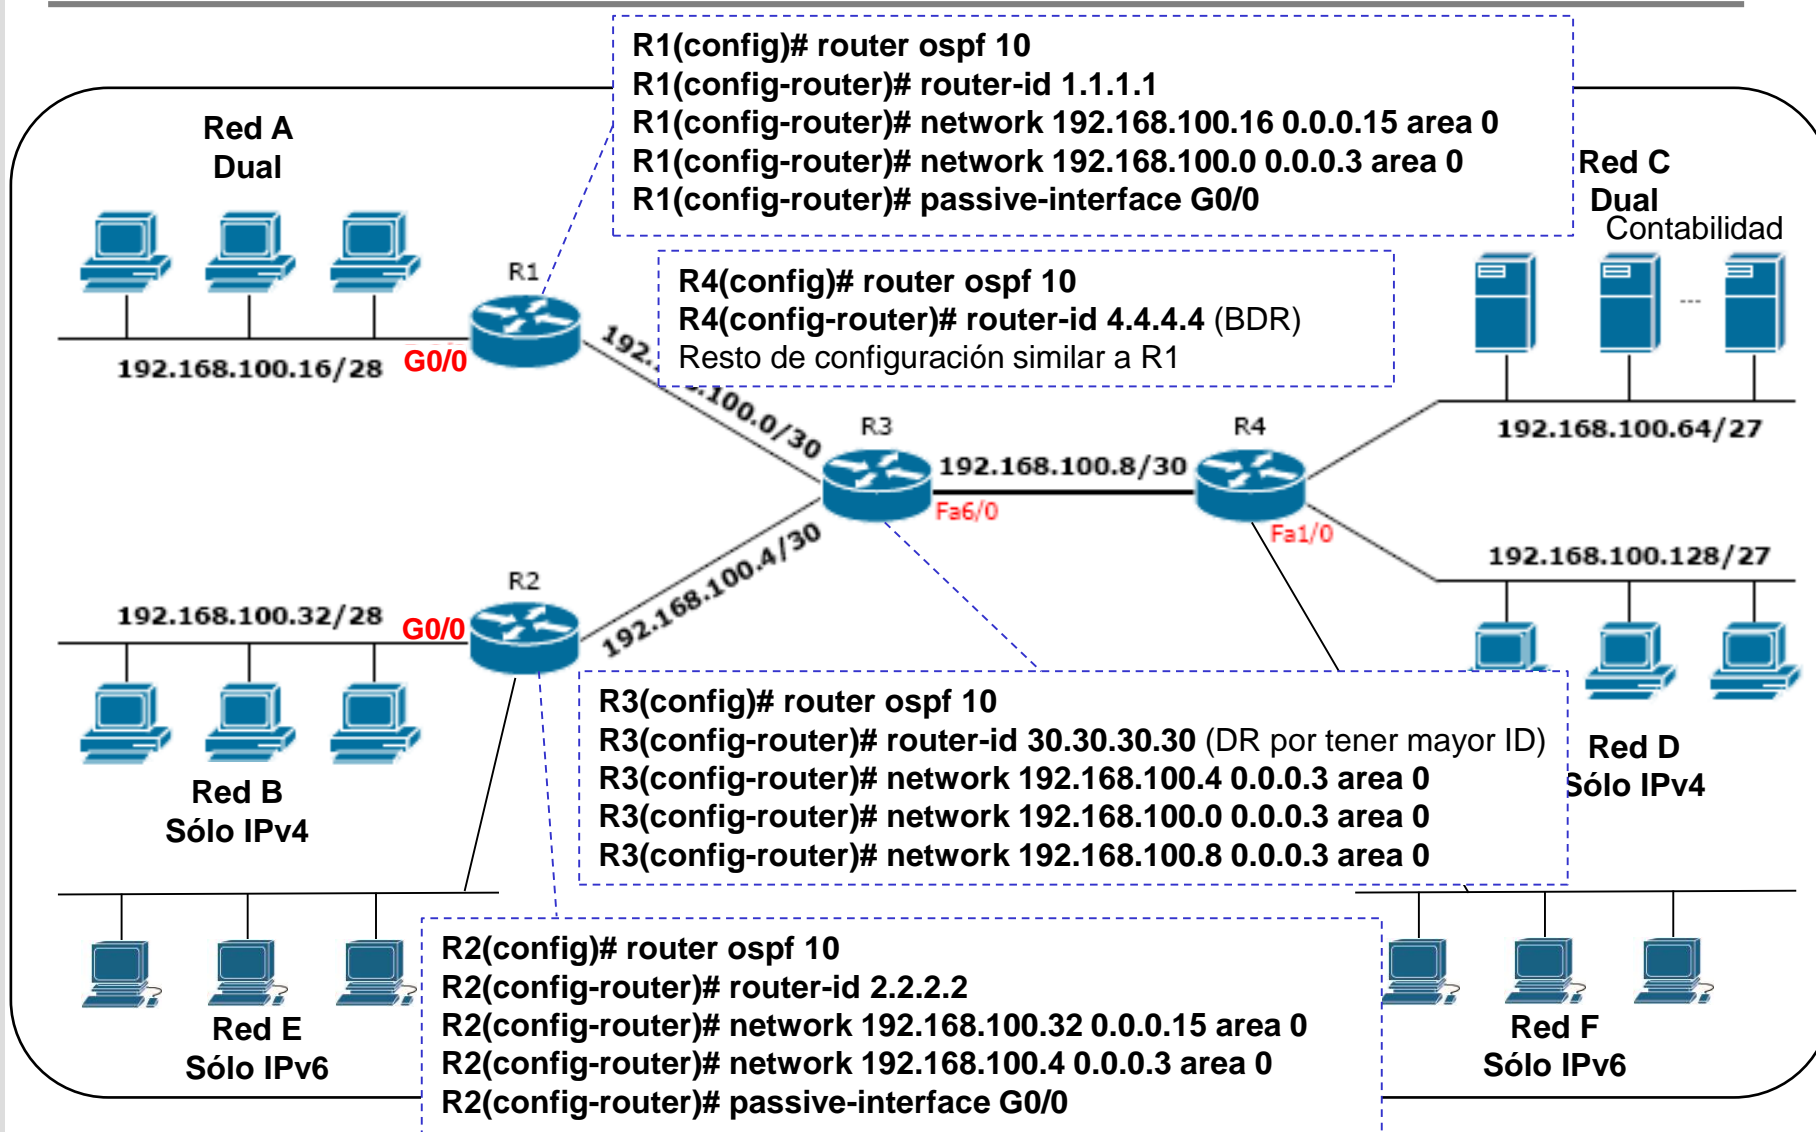 R1(config)# router ospf 10
R1(config-router)# router-id 1.1.1.1
R1(config-router)# network 192.168.100.16 0.0.0.15 area 0
R1(config-router)# network 192.168.100.0 0.0.0.3 area 0
R1(config-router)# passive-interface G0/0
Red A
Dual
Red C
Dual
Contabilidad
R1
R4(config)# router ospf 10
R4(config-router)# router-id 4.4.4.4 (BDR)
Resto de configuración similar a R1
192.168.100.16/28
G0/0
192.
.100.0/30
R3
192.168.100.8/30
R4
192.168.100.64/27
Fa6/0
Fa1/0
192.168.100.128/27
192.168.100.4/30
R2
192.168.100.32/28
G0/0
R3(config)# router ospf 10
R3(config-router)# router-id 30.30.30.30 (DR por tener mayor ID)
R3(config-router)# network 192.168.100.4 0.0.0.3 area 0
R3(config-router)# network 192.168.100.0 0.0.0.3 area 0
R3(config-router)# network 192.168.100.8 0.0.0.3 area 0
Red D
Sólo IPv4
Red B
Sólo IPv4
R2(config)# router ospf 10
R2(config-router)# router-id 2.2.2.2
R2(config-router)# network 192.168.100.32 0.0.0.15 area 0
R2(config-router)# network 192.168.100.4 0.0.0.3 area 0
R2(config-router)# passive-interface G0/0
Red E
Sólo IPv6
Red F
Sólo IPv6